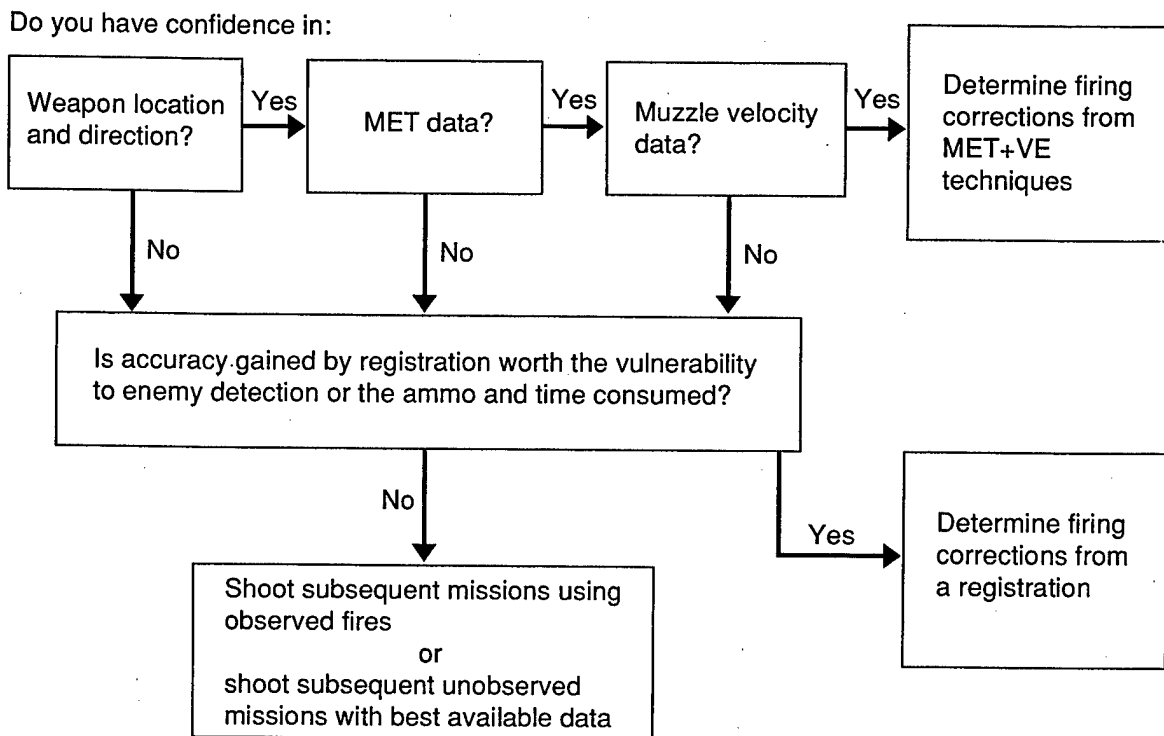 Do you have confidence in:
Weapon location
and direction?
Yes
MET data?
Yes
Muzzle velocity
data?
Yes
Determine firing
corrections from
MET+VE
techniques
No
No
No
Is accuracy gained by registration worth the vulnerability
to enemy detection or the ammo and time consumed?
No
Yes
Determine firing
corrections from
a registration
Shoot subsequent missions using
observed fires
or
shoot subsequent unobserved
missions with best available data